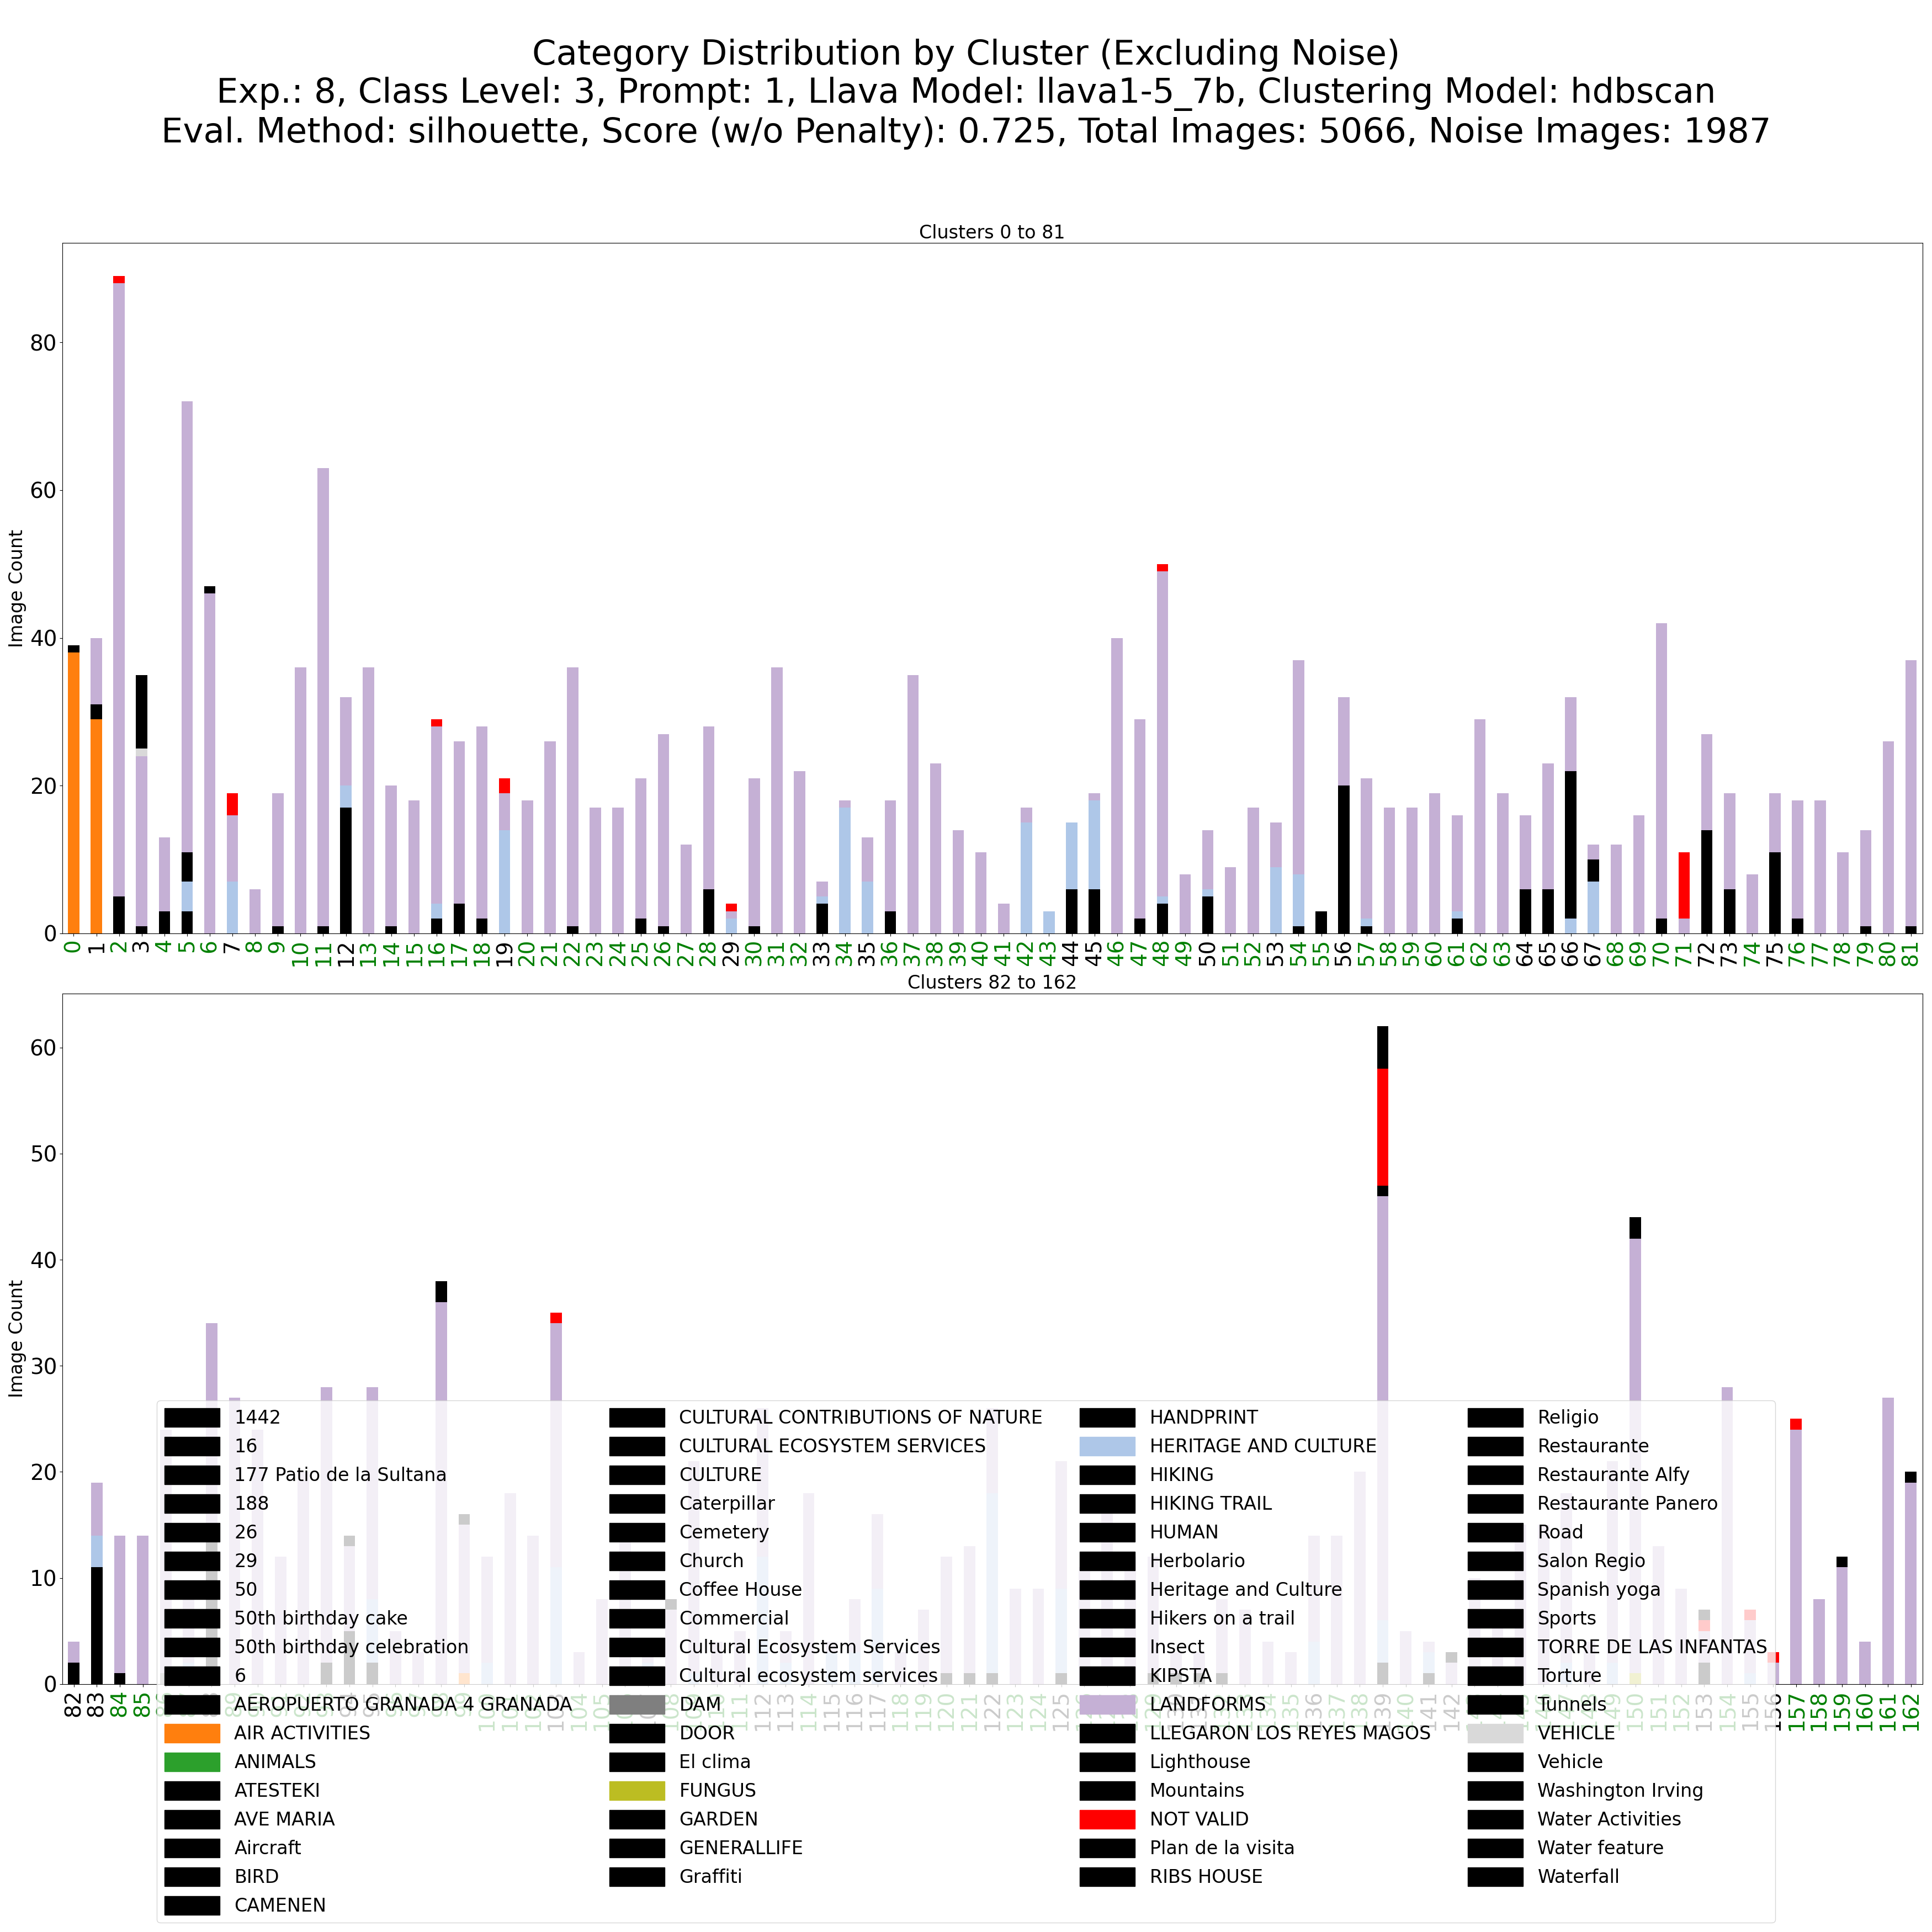 Category Distribution by Cluster (Excluding Noise)
Exp.: 8, Class Level: 3, Prompt: 1, Llava Model: llava1-5_7b, Clustering Model: hdbscan
Eval. Method: silhouette, Score (w/o Penalty): 0.725, Total Images: 5066, Noise Images: 1987
Clusters 0 to 81
Image Count
80
60
40
20
0
0 1 2 3 4 5 6 7 8 9 10 11 12 13 14 15 16 17 18 19 20 21 22 23 24 25 26 27 28 29 30 31 32 33 34 35 36 37 38 39 40 41 42 43 44 45 46 47 48 49 50 51 52 53 54 55 56 57 58 59 60 61 62 63 64 65 66 67 68 69 70 71 72 73 74 75 76 77 78 79 80 81
Clusters 82 to 162
Image Count
60
50
40
30
20
10
0
82 83 84 85 157 158 159 160 161 162
1442
16
177 Patio de la Sultana
188
26
29
50
50th birthday cake
50th birthday celebration
6
AEROPUERTO GRANADA 4 GRANADA
AIR ACTIVITIES
ANIMALS
ATESTEKI
AVE MARIA
Aircraft
BIRD
CAMENEN
CULTURAL CONTRIBUTIONS OF NATURE
CULTURAL ECOSYSTEM SERVICES
CULTURE
Caterpillar
Cemetery
Church
Coffee House
Commercial
Cultural Ecosystem Services
Cultural ecosystem services
DAM
DOOR
El clima
FUNGUS
GARDEN
GENERALLIFE
Graffiti
HANDPRINT
HERITAGE AND CULTURE
HIKING
HIKING TRAIL
HUMAN
Herbolario
Heritage and Culture
Hikers on a trail
Insect
KIPSTA
LANDFORMS
LLEGARON LOS REYES MAGOS
Lighthouse
Mountains
NOT VALID
Plan de la visita
RIBS HOUSE
Religio
Restaurante
Restaurante Alfy
Restaurante Panero
Road
Salon Regio
Spanish yoga
Sports
TORRE DE LAS INFANTAS
Torture
Tunnels
VEHICLE
Vehicle
Washington Irving
Water Activities
Water feature
Waterfall